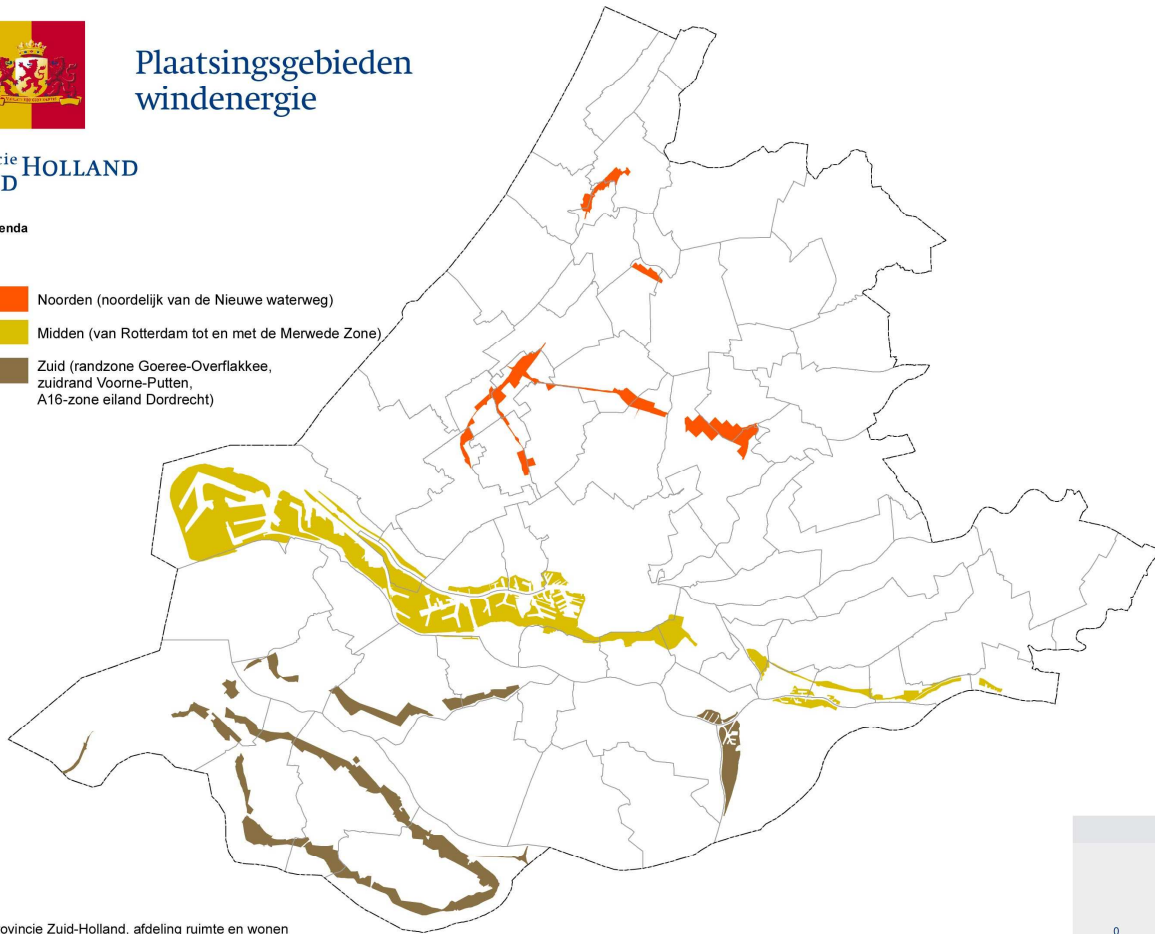 Plaatsingsgebieden
windenergie
cie HOLLAND
D
enda
Noorden (noordelijk van de Nieuwe waterweg)
Midden (van Rotterdam tot en met de Merwede Zone)
Zuid (randzone Goeree-Overflakkee,
zuidrand Voorne-Putten,
A16-zone eiland Dordrecht)
ovincie Zuid-Holland, afdeling ruimte en wonen
0